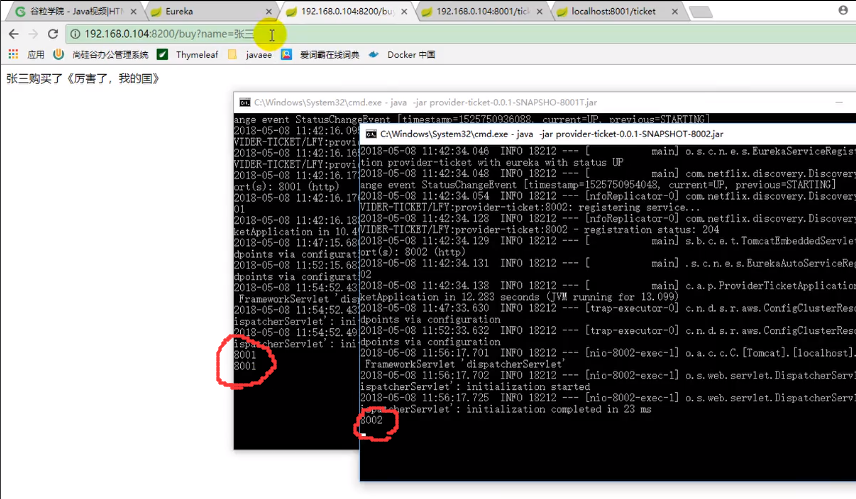 谷粒学院 - Java视频|HT
Eureka
192.168.0.104:8200/bu
192.168.0.104:8001/tick
localhost:8001/ticket
192.168.0.104:8200/buy?name=张三
应用
尚硅谷办公管理系统
Thymeleaf
javaee
爱词霸在线词典
Docker 中国
张三购买了《厉害了，我的国》
C:\Windows\System32\cmd.exe - java  -jar provider-ticket-0.0.1-SNAPSHO-8001T.jar
ange event StatusChangeEvent [timestamp=1525750936088, current=UP, previous=STARTING]
2018-05-08 11:42:16.095
VIDER-TICKET/LFY:provi
2018-05-08 11:42:16.16
VIDER-TICKET/LFY:provi
2018-05-08 11:42:16.17
ort(s): 8001 (http)
2018-05-08 11:42:16.17
01
2018-05-08 11:42:16.18
ketApplication in 10.4
2018-05-08 11:47:15.68
dpoints via configurat
2018-05-08 11:52:15.68
dpoints via configurat
2018-05-08 11:54:52.43
FrameworkServlet 'disp
2018-05-08 11:54:52.43
ispatcherServlet': ini
2018-05-08 11:54:52.49
ispatcherServlet': ini
8001
8001
C:\Windows\System32\cmd.exe - java  -jar provider-ticket-0.0.1-SNAPSHOT-8002.jar
2018-05-08 11:42:34.046  INFO 18212 --- [           main] o.s.c.n.e.s.EurekaServiceRegis
tion provider-ticket with eureka with status UP
2018-05-08 11:42:34.048  INFO 18212 --- [           main] com.netflix.discovery.Discover
ange event StatusChangeEvent [timestamp=1525750954048, current=UP, previous=STARTING]
2018-05-08 11:42:34.054  INFO 18212 --- [nfoReplicator-0] com.netflix.discovery.Discover
VIDER-TICKET/LFY:provider-ticket:8002: registering service...
2018-05-08 11:42:34.128  INFO 18212 --- [nfoReplicator-0] com.netflix.discovery.Discover
VIDER-TICKET/LFY:provider-ticket:8002 - registration status: 204
2018-05-08 11:42:34.129  INFO 18212 --- [           main] s.b.c.e.t.TomcatEmbeddedServlet
ort(s): 8002 (http)
2018-05-08 11:42:34.131  INFO 18212 --- [           main] .s.c.n.e.s.EurekaAutoServiceReg
02
2018-05-08 11:42:34.138  INFO 18212 --- [           main] c.a.p.ProviderTicketApplication
ketApplication in 12.283 seconds (JVM running for 13.099)
2018-05-08 11:47:33.630  INFO 18212 --- [trap-executor-0] c.n.d.s.r.aws.ConfigClusterReso
dpoints via configuration
2018-05-08 11:52:33.632  INFO 18212 --- [trap-executor-0] c.n.d.s.r.aws.ConfigClusterReso
dpoints via configuration
2018-05-08 11:56:17.701  INFO 18212 --- [nio-8002-exec-1] o.a.c.c.C.[Tomcat].[localhost].
FrameworkServlet 'dispatcherServlet'
2018-05-08 11:56:17.702  INFO 18212 --- [nio-8002-exec-1] o.s.web.servlet.DispatcherServl
ispatcherServlet': initialization started
2018-05-08 11:56:17.725  INFO 18212 --- [nio-8002-exec-1] o.s.web.servlet.DispatcherServl
ispatcherServlet': initialization completed in 23 ms
8002